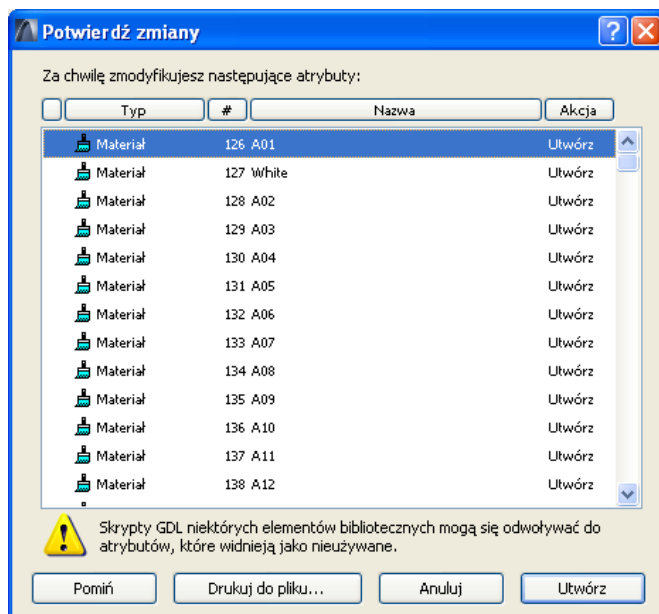 Potwierdź zmiany
Za chwilę zmodyfikujesz następujące atrybuty:
Typ # Nazwa Akcja
Materiał 126 A01 Utwórz
Materiał 127 White Utwórz
Materiał 128 A02 Utwórz
Materiał 129 A03 Utwórz
Materiał 130 A04 Utwórz
Materiał 131 A05 Utwórz
Materiał 132 A06 Utwórz
Materiał 133 A07 Utwórz
Materiał 134 A08 Utwórz
Materiał 135 A09 Utwórz
Materiał 136 A10 Utwórz
Materiał 137 A11 Utwórz
Materiał 138 A12 Utwórz
Skrypty GDL niektórych elementów bibliotecznych mogą się odwoływać do
atrybutów, które widnieją jako nieużywane.
Pomiń Drukuj do pliku... Anuluj Utwórz